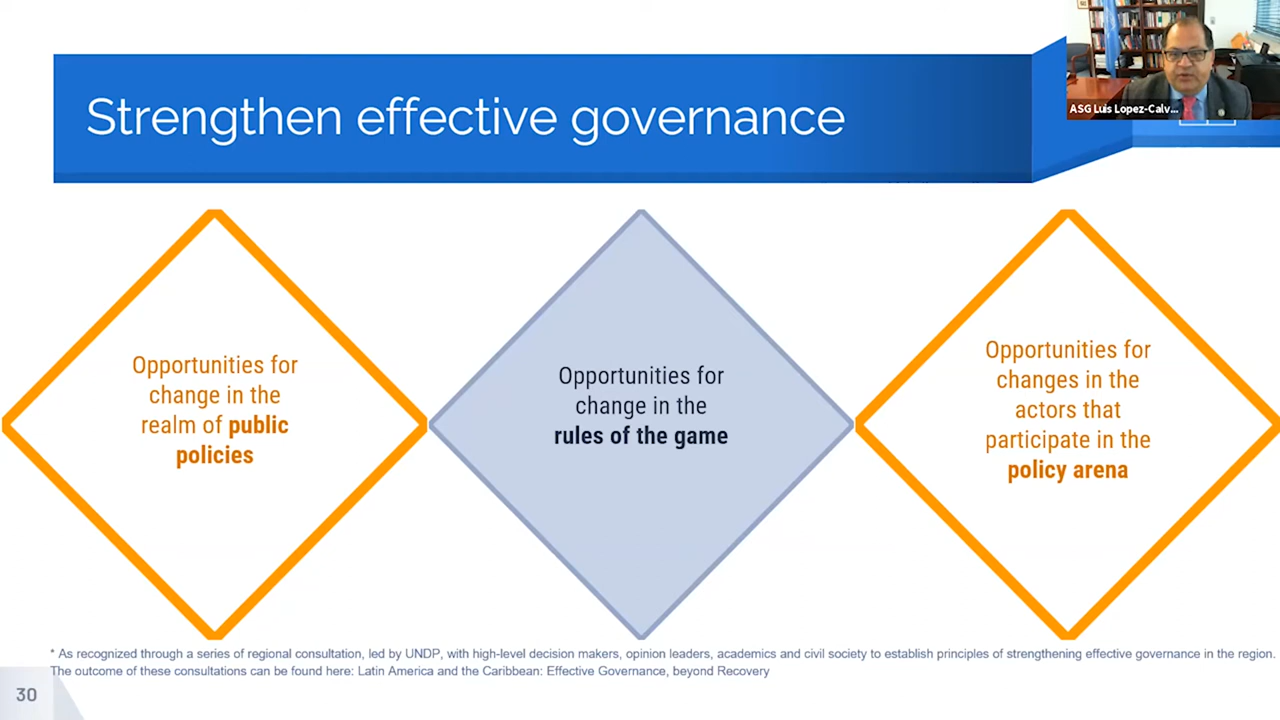 Strengthen effective governance
ASG Luis Lopez-Calv...
Opportunities for
change in the
realm of public
policies
Opportunities for
change in the
rules of the game
Opportunities for
changes in the
actors that
participate in the
policy arena
* As recognized through a series of regional consultation, led by UNDP, with high-level decision makers, opinion leaders, academics and civil society to establish principles of strengthening effective governance in the region.
The outcome of these consultations can be found here: Latin America and the Caribbean: Effective Governance, beyond Recovery
30